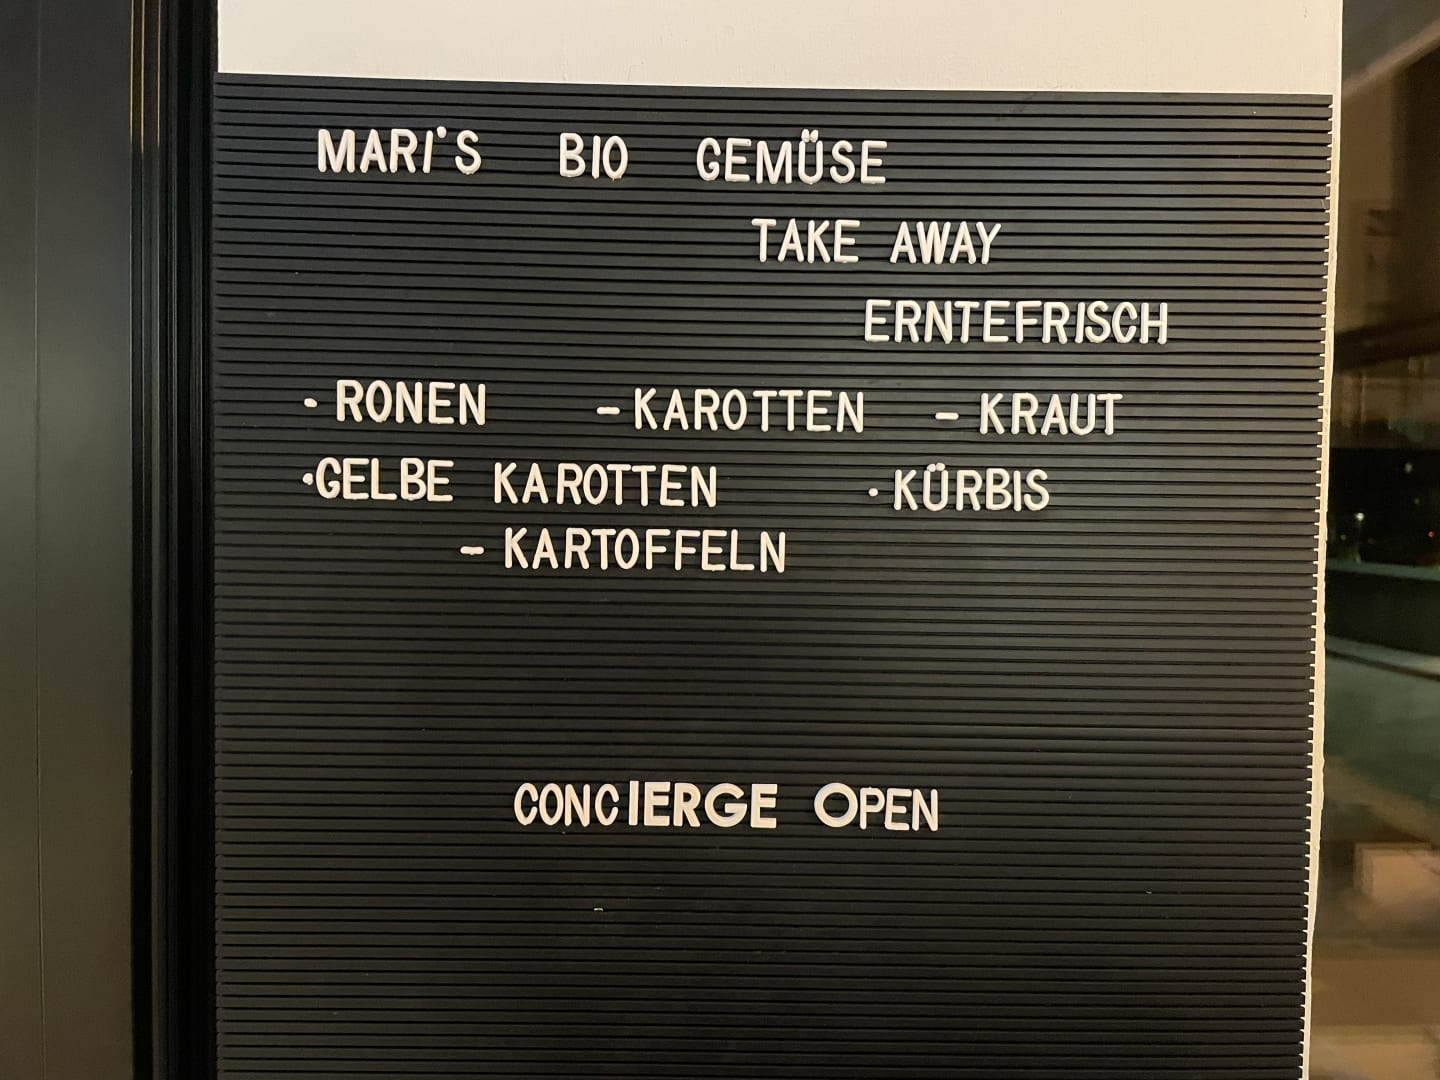 MARI'S BIO GEMÜSE
TAKE AWAY
ERNTEFRISCH
- RONEN - KAROTTEN - KRAUT
·GELBE KAROTTEN · KÜRBIS
- KARTOFFELN
CONCIERGE OPEN